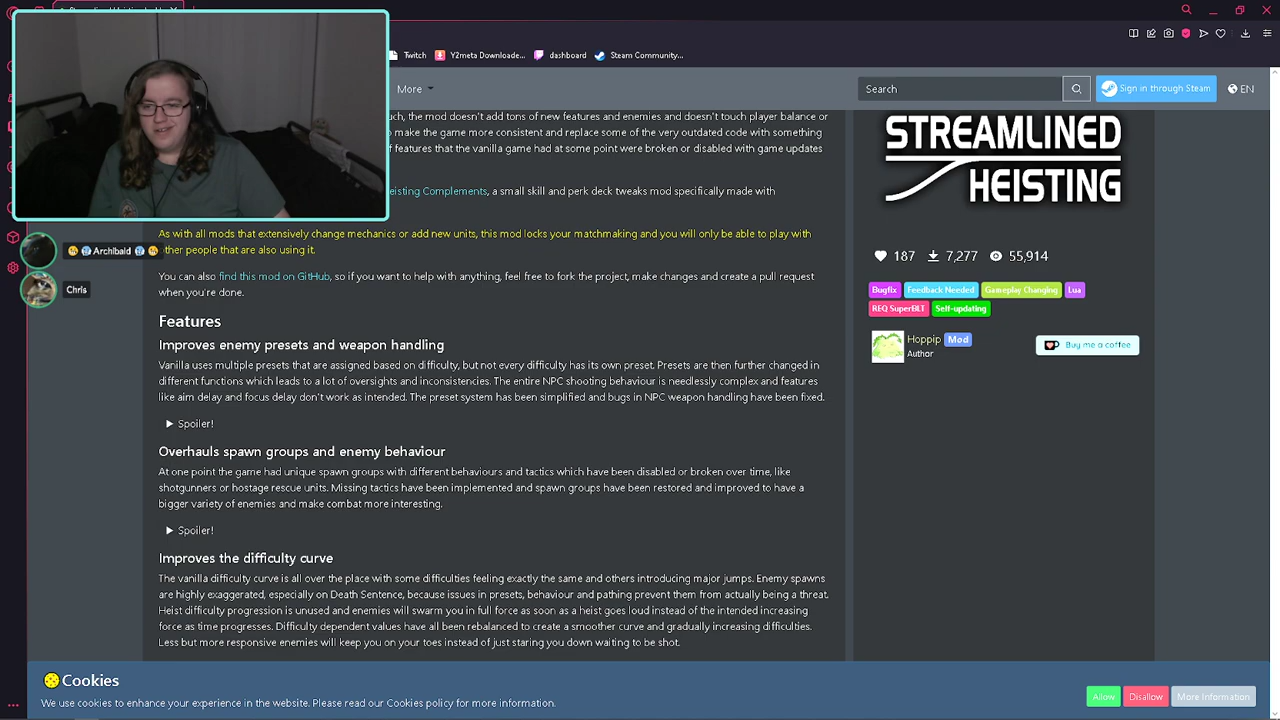 Twitch
Y2meta Downloade...
dashboard
Steam Community...
More
Search
Sign in through Steam
EN
uch, the mod doesn't add tons of new features and enemies and doesn't touch player balance or
o make the game more consistent and replace some of the very outdated code with something
f features that the vanilla game had at some point were broken or disabled with game updates
eisting Complements, a small skill and perk deck tweaks mod specifically made with
As with all mods that extensively change mechanics or add new units, this mod locks your matchmaking and you will only be able to play with
other people that are also using it.
Archibald
You can also find this mod on GitHub, so if you want to help with anything, feel free to fork the project, make changes and create a pull request
when you're done.
Chris
Features
Improves enemy presets and weapon handling
Vanilla uses multiple presets that are assigned based on difficulty, but not every difficulty has its own preset. Presets are then further changed in
different functions which leads to a lot of oversights and inconsistencies. The entire NPC shooting behaviour is needlessly complex and features
like aim delay and focus delay don't work as intended. The preset system has been simplified and bugs in NPC weapon handling have been fixed.
▶ Spoiler!
Overhauls spawn groups and enemy behaviour
At one point the game had unique spawn groups with different behaviours and tactics which have been disabled or broken over time, like
shotgunners or hostage rescue units. Missing tactics have been implemented and spawn groups have been restored and improved to have a
bigger variety of enemies and make combat more interesting.
▶ Spoiler!
Improves the difficulty curve
The vanilla difficulty curve is all over the place with some difficulties feeling exactly the same and others introducing major jumps. Enemy spawns
are highly exaggerated, especially on Death Sentence, because issues in presets, behaviour and pathing prevent them from actually being a threat.
Heist difficulty progression is unused and enemies will swarm you in full force as soon as a heist goes loud instead of the intended increasing
force as time progresses. Difficulty dependent values have all been rebalanced to create a smoother curve and gradually increasing difficulties.
Less but more responsive enemies will keep you on your toes instead of just staring you down waiting to be shot.
STREAMLINED
HEISTING
187 7,277 55,914
Bugfix Feedback Needed Gameplay Changing Lua
REQ SuperBLT Self-updating
Hoppip Mod
Author
Buy me a coffee
Cookies
We use cookies to enhance your experience in the website. Please read our Cookies policy for more information.
Allow Disallow More Information